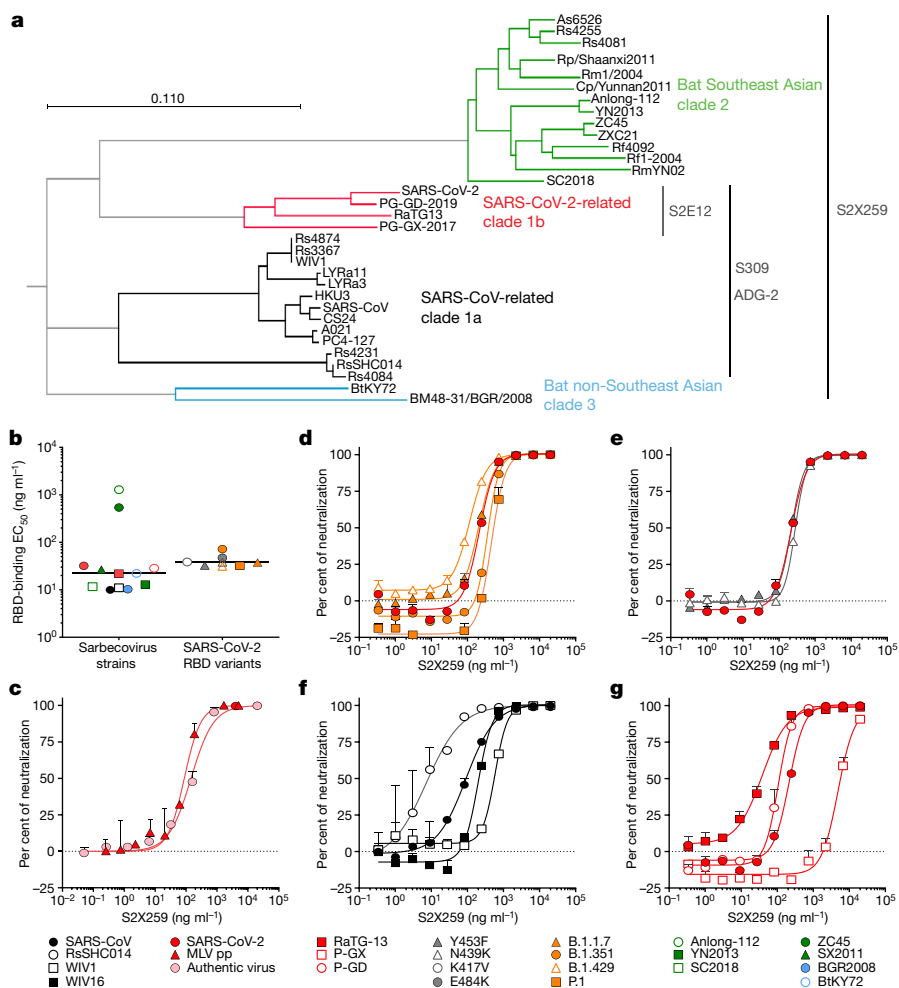 a
0.110
As6526
Rs4255
Rs4081
Rp/Shaanxi2011
Rm1/2004
Cp/Yunnan2011
Anlong-112
YN2013
ZC45
ZXC21
Rf4092
Rf1-2004
RmYN02
SC2018
Bat Southeast Asian
clade 2
SARS-CoV-2
PG-GD-2019
RaTG13
PG-GX-2017
SARS-CoV-2-related
clade 1b
S2E12
S2X259
Rs4874
Rs3367
WIV1
LYRa11
LYRa3
HKU3
SARS-CoV
CS24
A021
PC4-127
Rs4231
RsSHC014
Rs4084
SARS-CoV-related
clade 1a
S309
ADG-2
BtKY72
BM48-31/BGR/2008
Bat non-Southeast Asian
clade 3
b
RBD-binding EC50 (ng ml−1)
10^4
10^3
10^2
10^1
10^0
Sarbecovirus
strains
SARS-CoV-2
RBD variants
d
Per cent of neutralization
100
75
50
25
0
−25
10^−1 10^0 10^1 10^2 10^3 10^4 10^5
S2X259 (ng ml−1)
e
Per cent of neutralization
100
75
50
25
0
−25
10^−1 10^0 10^1 10^2 10^3 10^4 10^5
S2X259 (ng ml−1)
c
Per cent of neutralization
100
75
50
25
0
−25
10^−2 10^−1 10^0 10^1 10^2 10^3 10^4 10^5
S2X259 (ng ml−1)
f
Per cent of neutralization
100
75
50
25
0
−25
10^−1 10^0 10^1 10^2 10^3 10^4 10^5
S2X259 (ng ml−1)
g
Per cent of neutralization
100
75
50
25
0
−25
10^−1 10^0 10^1 10^2 10^3 10^4 10^5
S2X259 (ng ml−1)
SARS-CoV
RsSHC014
WIV1
WIV16
SARS-CoV-2
MLV pp
Authentic virus
RaTG-13
P-GX
P-GD
Y453F
N439K
K417V
E484K
B.1.1.7
B.1.351
B.1.429
P.1
Anlong-112
YN2013
SC2018
ZC45
SX2011
BGR2008
BtKY72